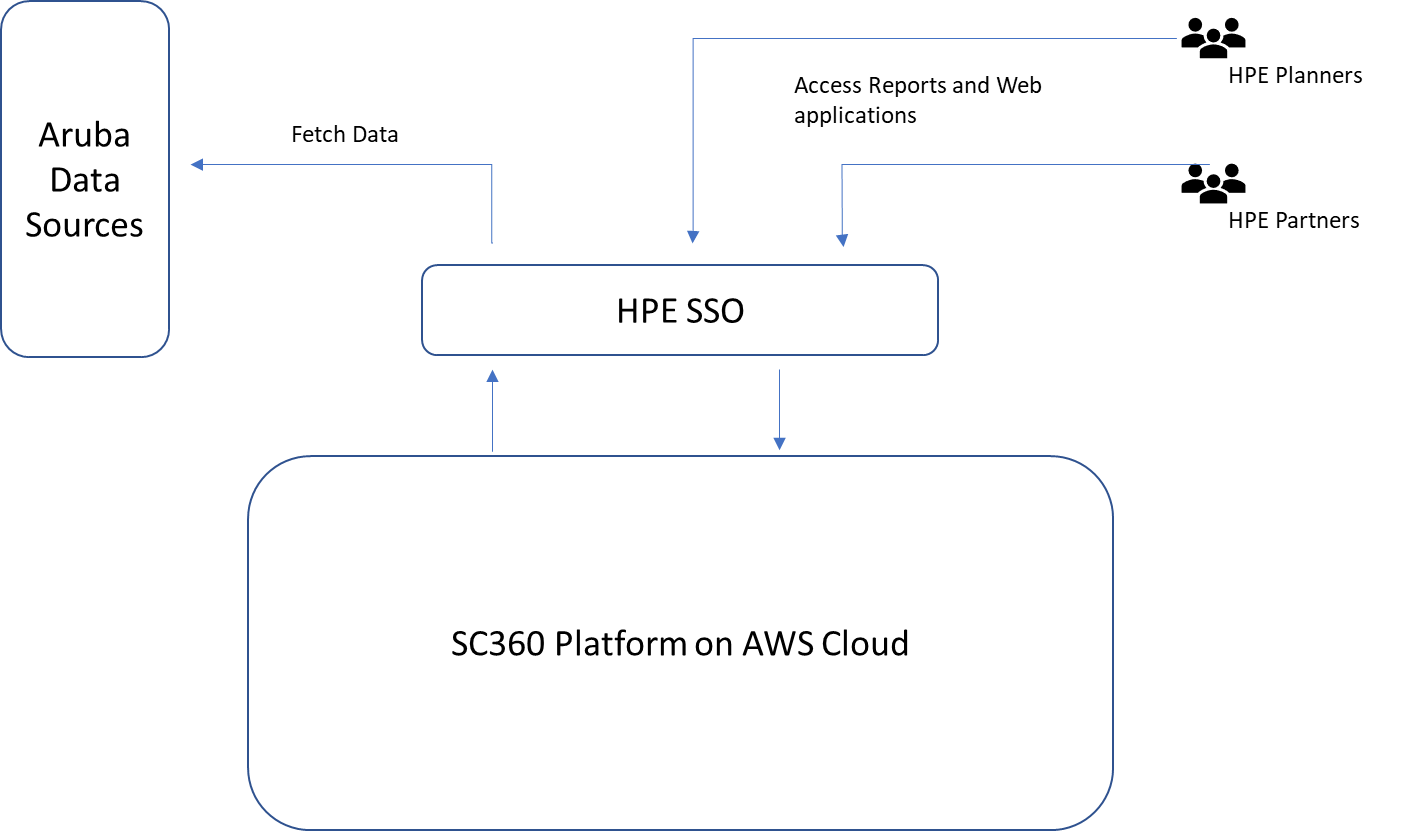 HPE Planners
Access Reports and Web
applications
Fetch Data
Aruba
Data
Sources
HPE Partners
HPE SSO
SC360 Platform on AWS Cloud